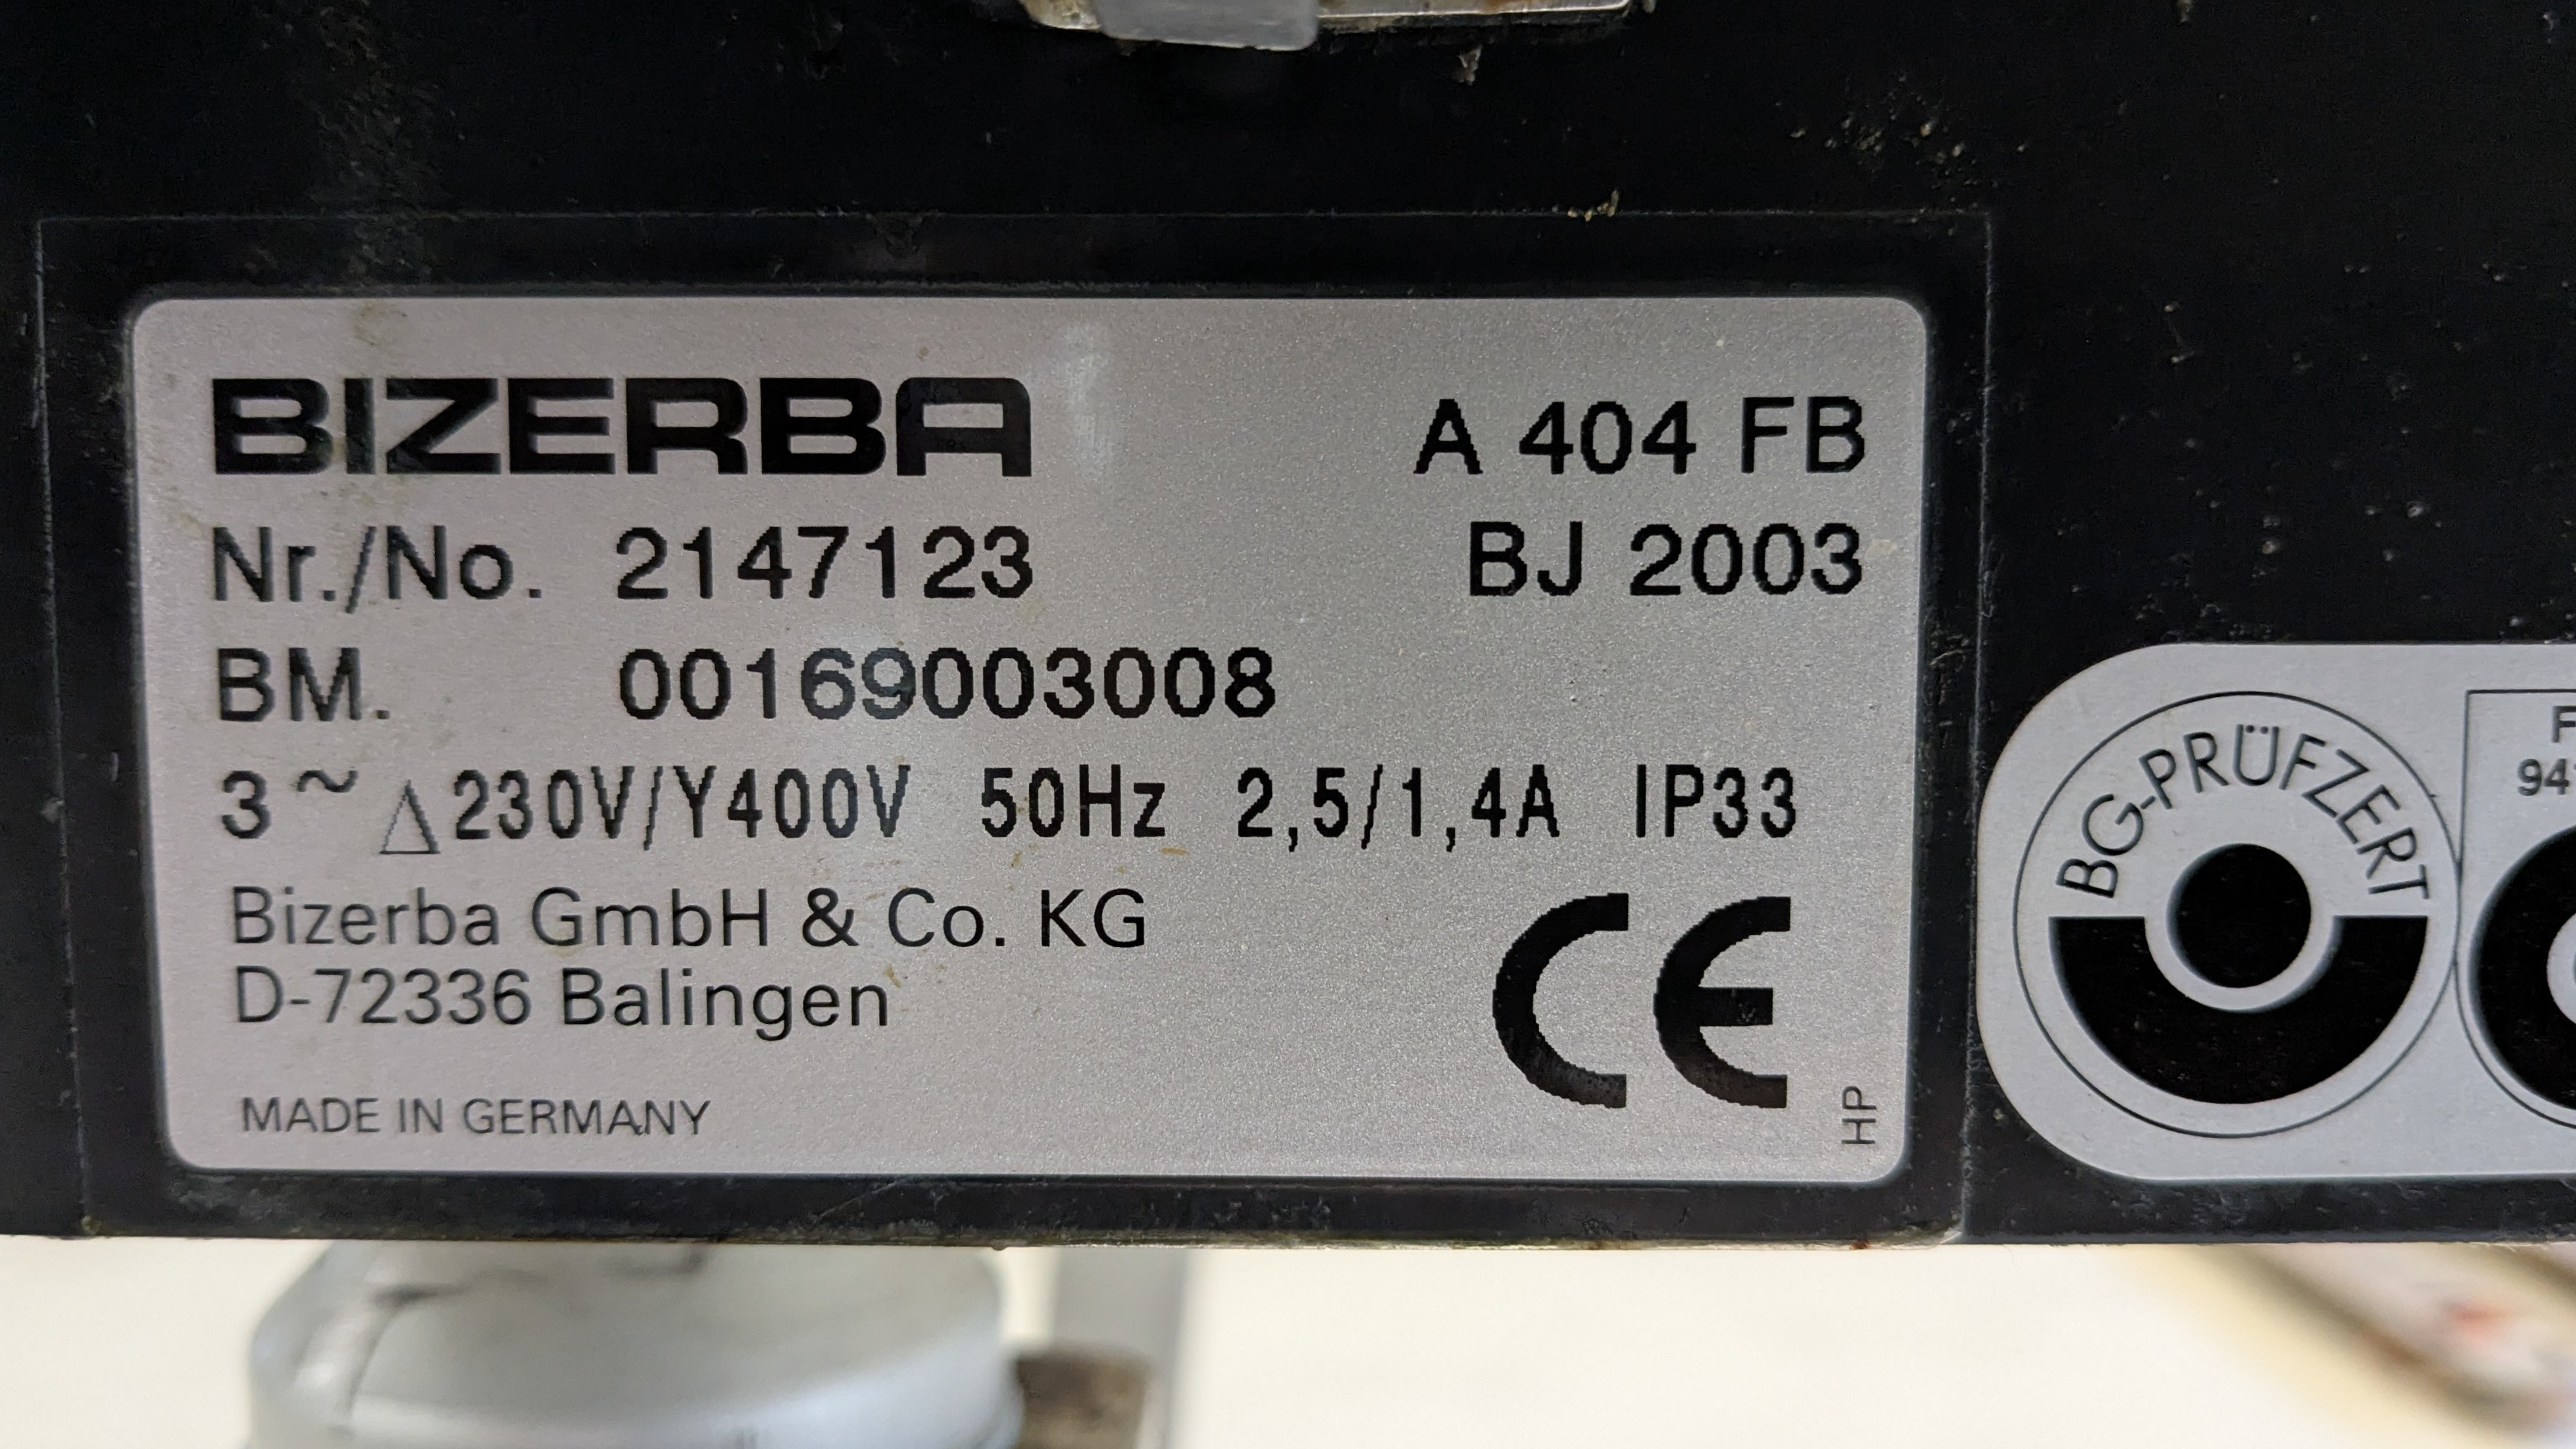 BIZERBA A 404 FB
Nr./No. 2147123 BJ 2003
BM. 00169003008
3 ~ Δ230V/Y400V 50Hz 2,5/1,4A IP33
Bizerba GmbH & Co. KG
D-72336 Balingen
CE
MADE IN GERMANY
HP
BG-PRÜFZERT